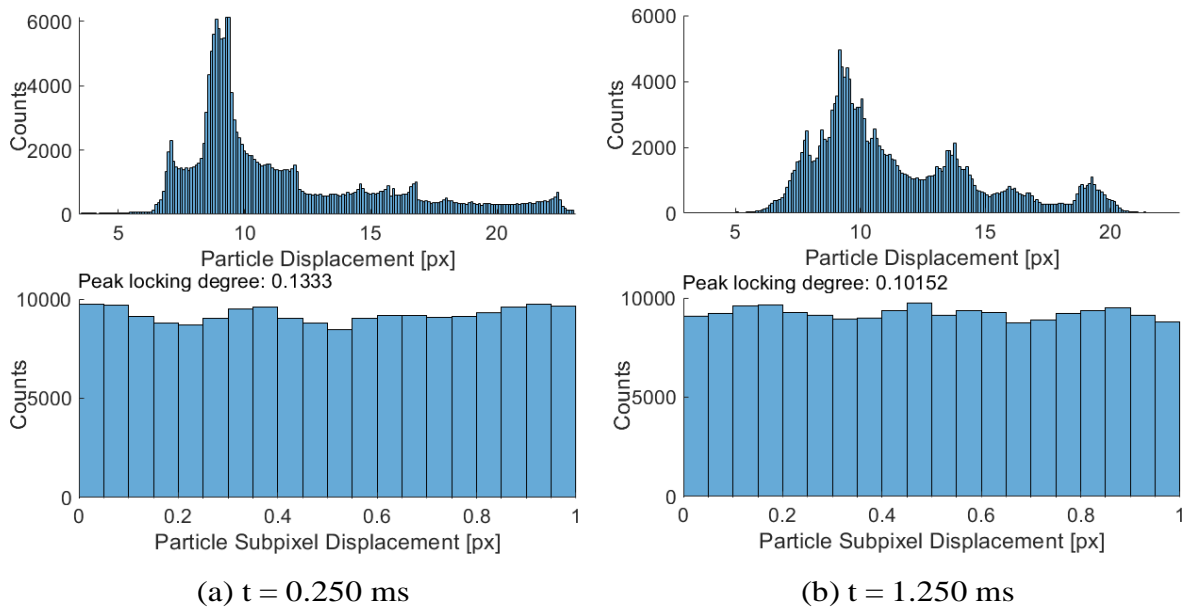 6000
4000
2000
0
Counts
5 10 15 20
Particle Displacement [px]
Peak locking degree: 0.1333
10000
5000
0
Counts
0 0.2 0.4 0.6 0.8 1
Particle Subpixel Displacement [px]
(a) t = 0.250 ms
6000
4000
2000
0
Counts
5 10 15 20
Particle Displacement [px]
Peak locking degree: 0.10152
10000
5000
0
Counts
0 0.2 0.4 0.6 0.8 1
Particle Subpixel Displacement [px]
(b) t = 1.250 ms